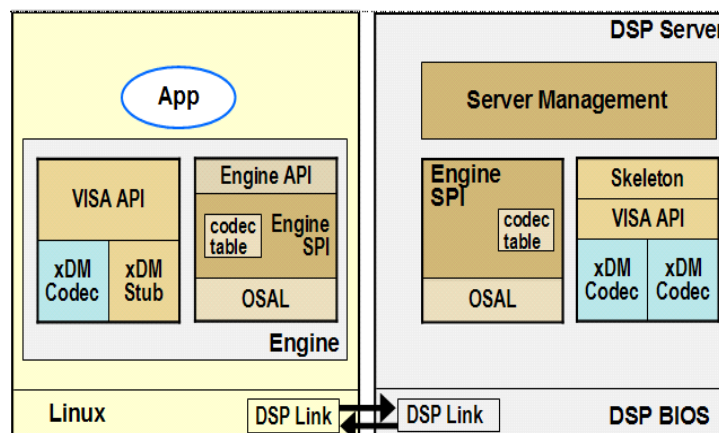 DSP Server
App
Server Management
VISA API
xDM
Codec
xDM
Stub
Engine API
codec
table
Engine
SPI
OSAL
Engine
Engine
SPI
codec
table
OSAL
Skeleton
VISA API
xDM
Codec
xDM
Codec
Linux
DSP Link
DSP Link
DSP BIOS